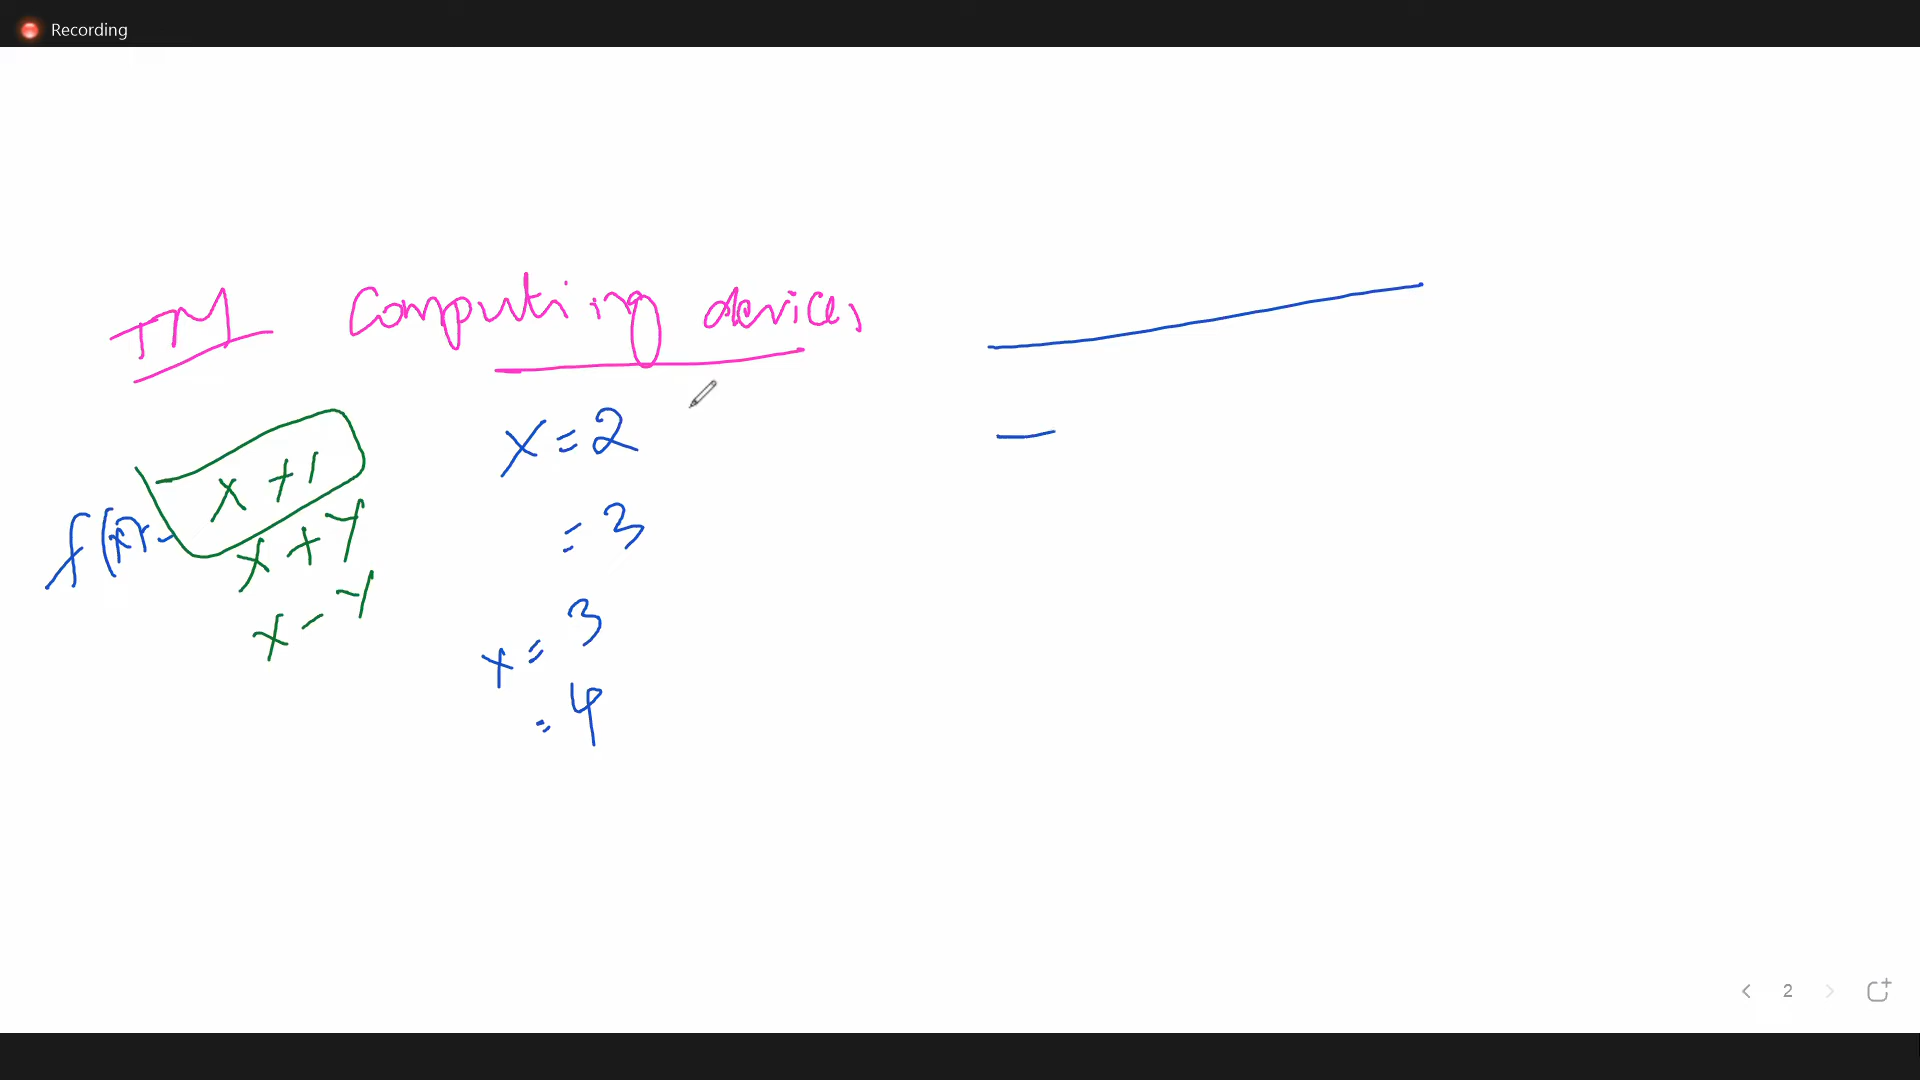 Recording
TM Computing devices
x + 1
f(x) =
x + y
x - y
x = 2
= 3
x = 3
= 4
2